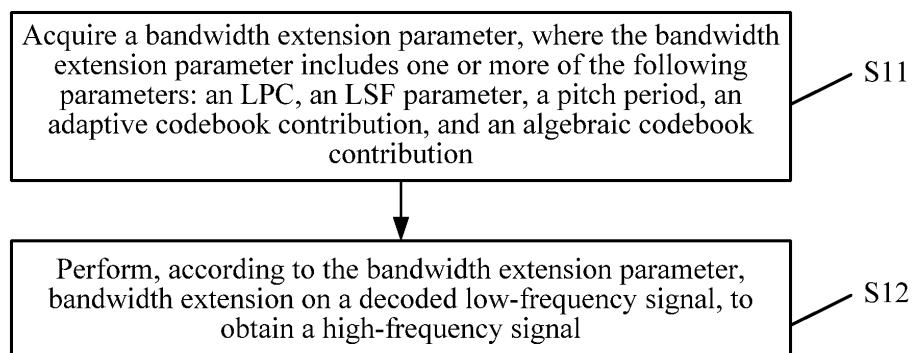 Acquire a bandwidth extension parameter, where the bandwidth
extension parameter includes one or more of the following
parameters: an LPC, an LSF parameter, a pitch period, an
adaptive codebook contribution, and an algebraic codebook
contribution
S11
Perform, according to the bandwidth extension parameter,
bandwidth extension on a decoded low-frequency signal, to
obtain a high-frequency signal
S12